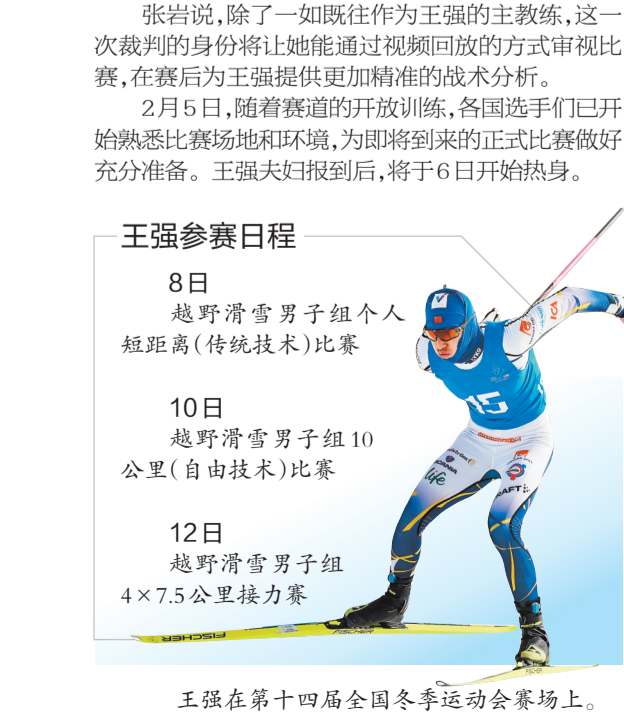 张岩说,除了一如既往作为王强的主教练,这一
次裁判的身份将让她能通过视频回放的方式审视比
赛,在赛后为王强提供更加精准的战术分析。
2月5日,随着赛道的开放训练,各国选手们已开
始熟悉比赛场地和环境,为即将到来的正式比赛做好
充分准备。王强夫妇报到后,将于6日开始热身。
王强参赛日程
8日
越野滑雪男子组个人
短距离(传统技术)比赛
10日
越野滑雪男子组10
公里(自由技术)比赛
12日
越野滑雪男子组
4×7.5公里接力赛
ICA
15
SCANIA
life
CRAFT
FISCHER
FISCHER
FISCHER
王强在第十四届全国冬季运动会赛场上。